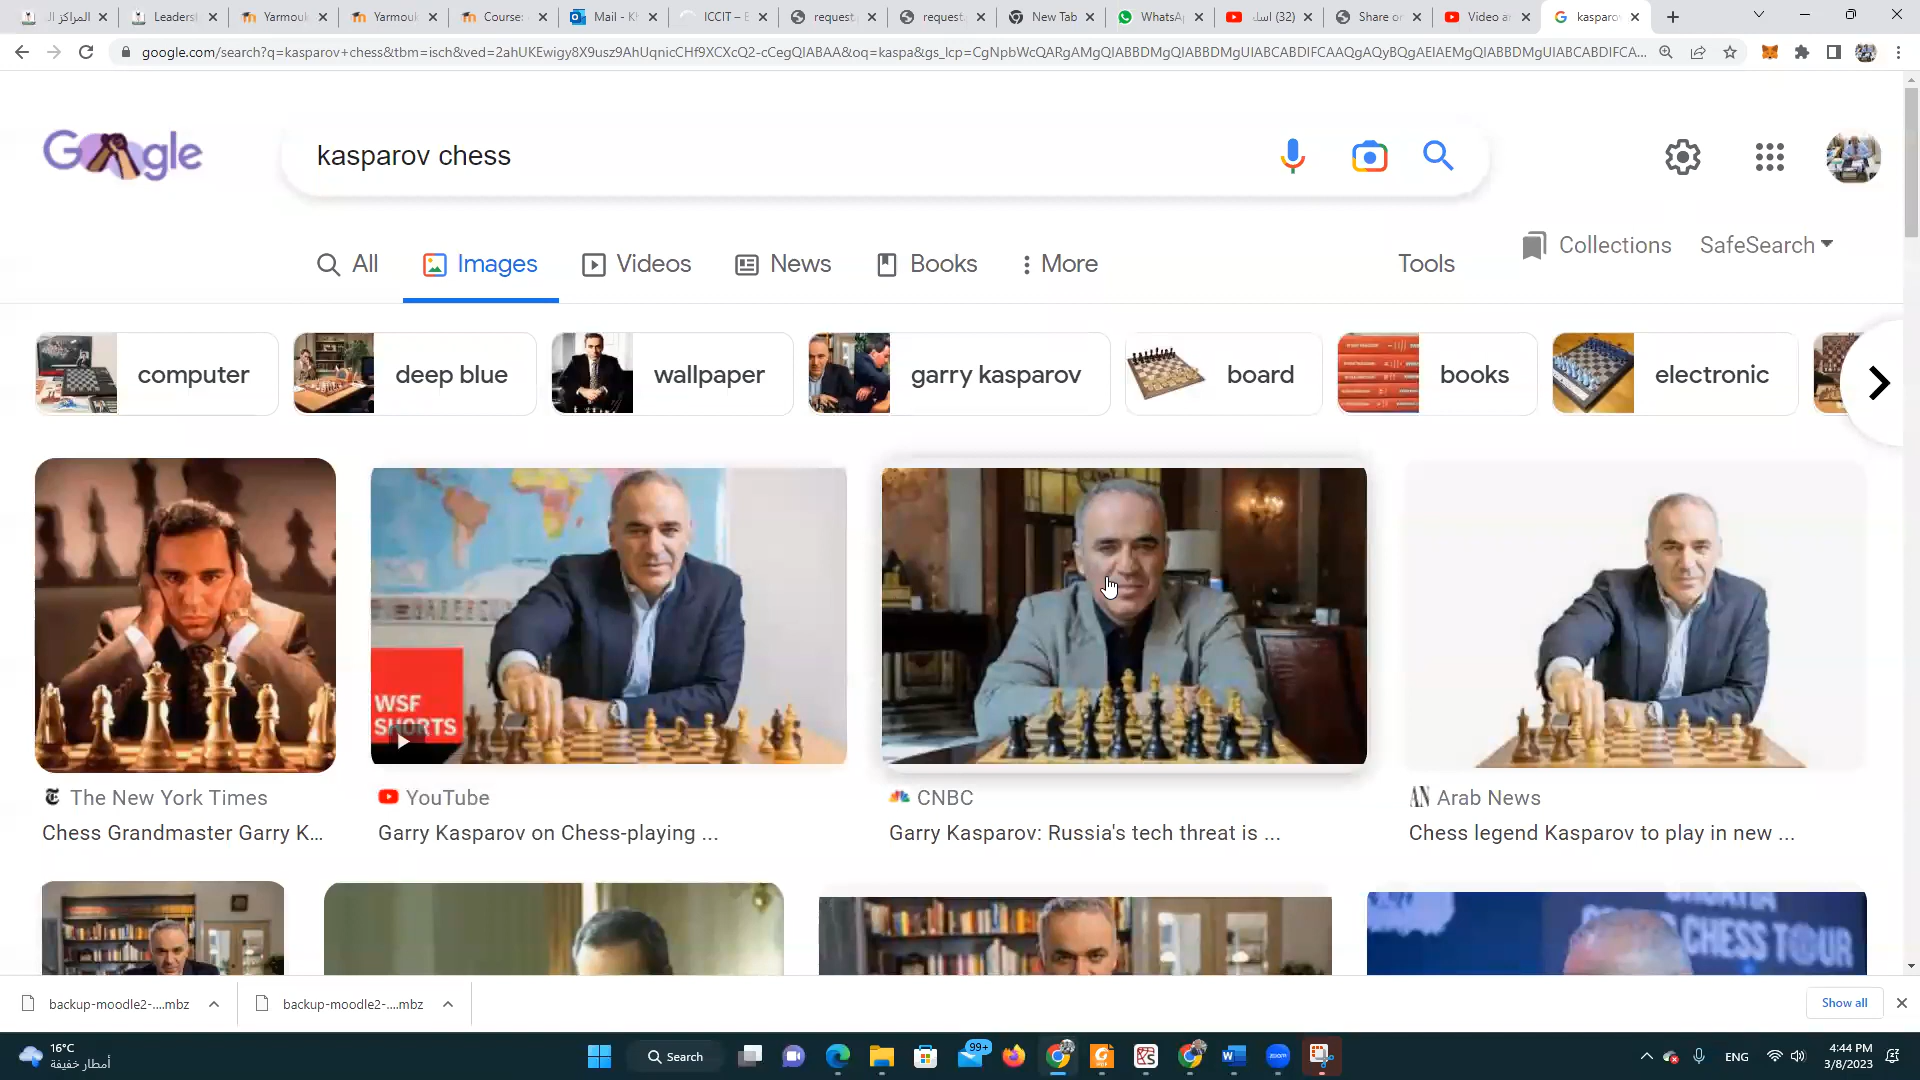 المراكز ال
Leaders
Yarmouk
Yarmouk
Course:
Mail - K
ICCIT – E
request
request
New Tab
WhatsA
(32) اسك
Share o
Video a
kasparov
google.com/search?q=kasparov+chess&tbm=isch&ved=2ahUKEwigy8X9usz9AhUqnicCHf9XCXcQ2-cCegQIABAA&oq=kaspa&gs_lcp=CgNpbWcQARgAMgQIABBDMgQIABBDMgUIABCABDIFCAAQgAQyBQgAEIAEMgQIABBDMgUIABCABDIFCA...
Google
kasparov chess
All
Images
Videos
News
Books
More
Tools
Collections
SafeSearch
computer
deep blue
wallpaper
garry kasparov
board
books
electronic
WSF
SHORTS
The New York Times
YouTube
CNBC
Arab News
Chess Grandmaster Garry K...
Garry Kasparov on Chess-playing ...
Garry Kasparov: Russia's tech threat is ...
Chess legend Kasparov to play in new ...
CHESS TOUR
backup-moodle2-....mbz
backup-moodle2-....mbz
Show all
16°C
أمطار خفيفة
Search
99+
zoom
ENG
4:44 PM
3/8/2023